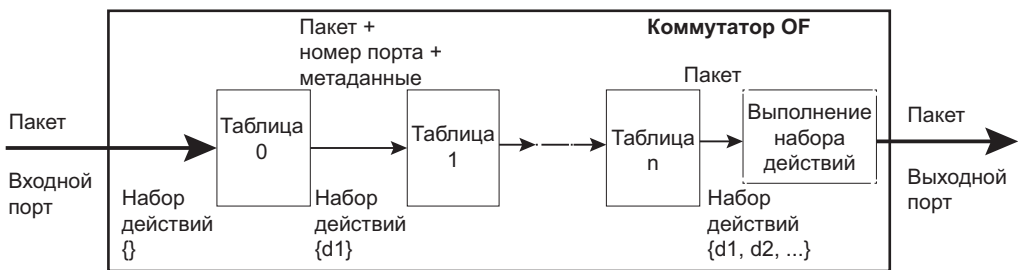 Пакет +
номер порта +
метаданные
Коммутатор OF
Пакет
Пакет
Входной
порт
Набор
действий
{}
Таблица
0
Набор
действий
{d1}
Таблица
1
Таблица
n
Набор
действий
{d1, d2, ...}
Выполнение
набора
действий
Пакет
Выходной
порт